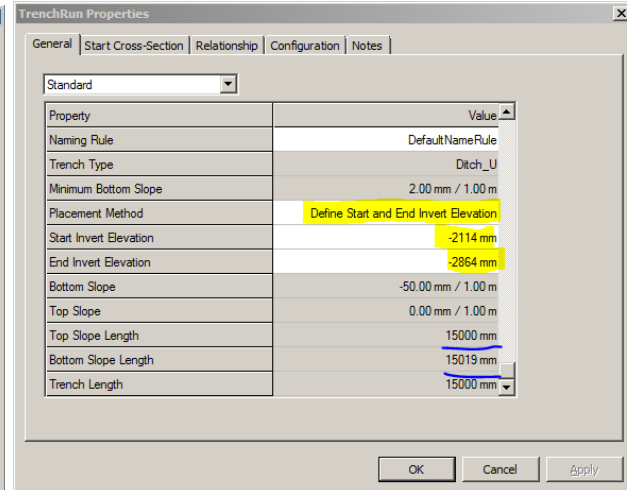 TrenchRun Properties
General Start Cross-Section Relationship Configuration Notes
Standard
Property Value
Naming Rule DefaultNameRule
Trench Type Ditch_U
Minimum Bottom Slope 2.00 mm / 1.00 m
Placement Method Define Start and End Invert Elevation
Start Invert Elevation -2114 mm
End Invert Elevation -2864 mm
Bottom Slope -50.00 mm / 1.00 m
Top Slope 0.00 mm / 1.00 m
Top Slope Length 15000 mm
Bottom Slope Length 15019 mm
Trench Length 15000 mm
OK Cancel Apply